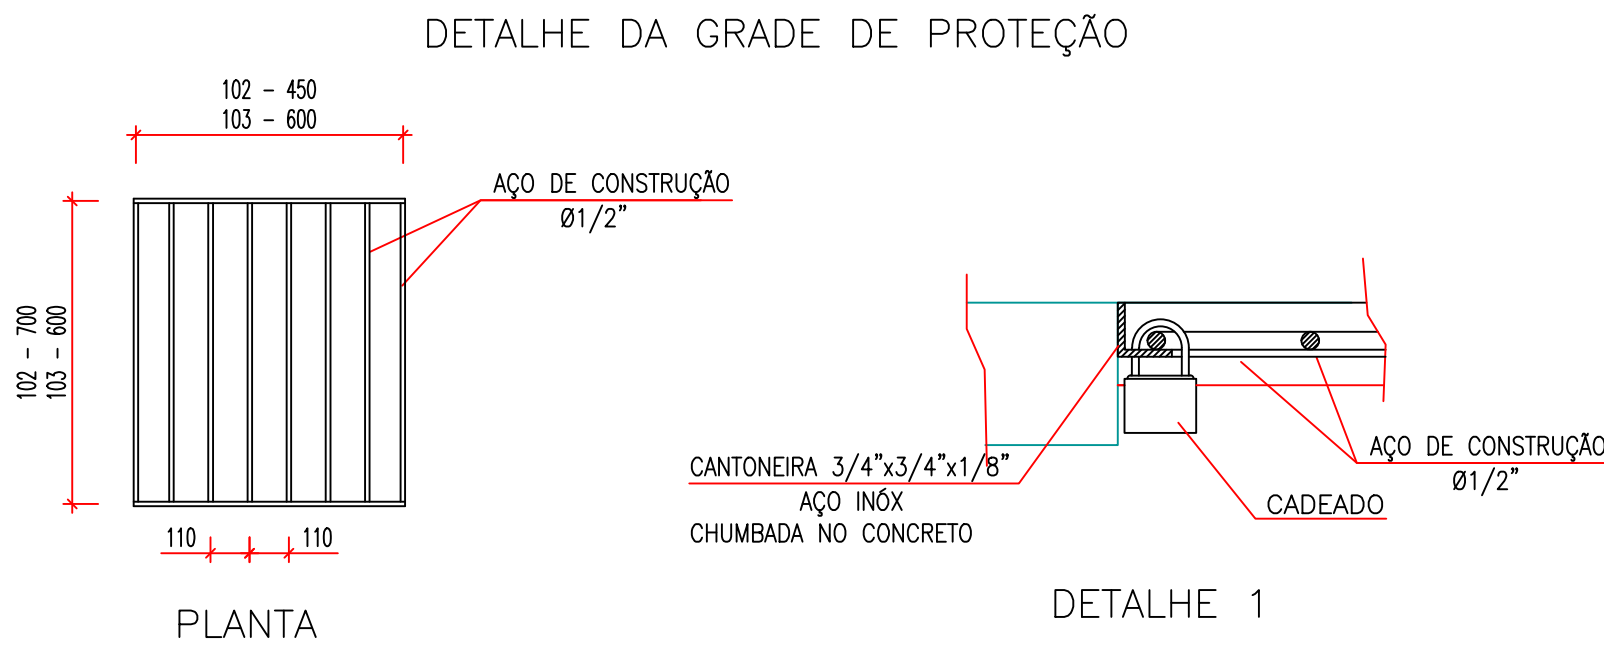 DETALHE DA GRADE DE PROTEÇÃO
102 - 450
103 - 600
AÇO DE CONSTRUÇÃO
Ø1/2”
102 - 700
103 - 600
110
110
PLANTA
CANTONEIRA 3/4”x3/4”x1/8”
AÇO INÓX
CHUMBADA NO CONCRETO
AÇO DE CONSTRUÇÃO
Ø1/2”
CADEADO
DETALHE 1